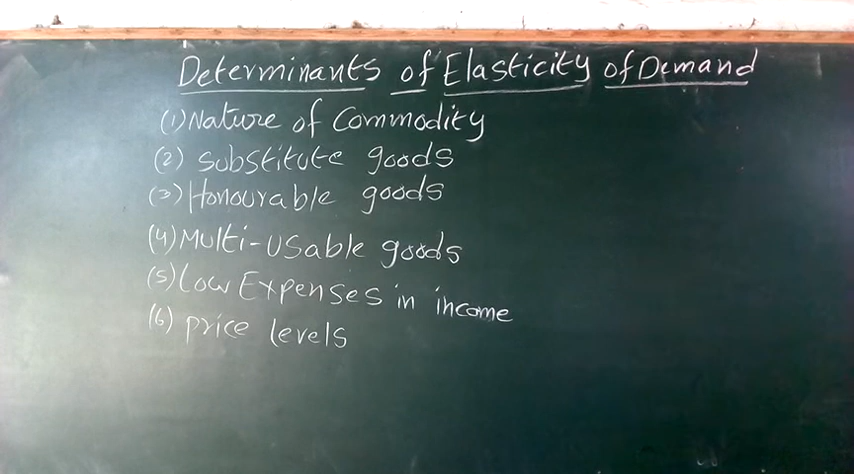 Determinants of Elasticity of Demand
(1) Nature of Commodity
(2) substitute goods
(3) Honourable goods
(4) Multi-Usable goods
(5) Low Expenses in income
(6) price levels